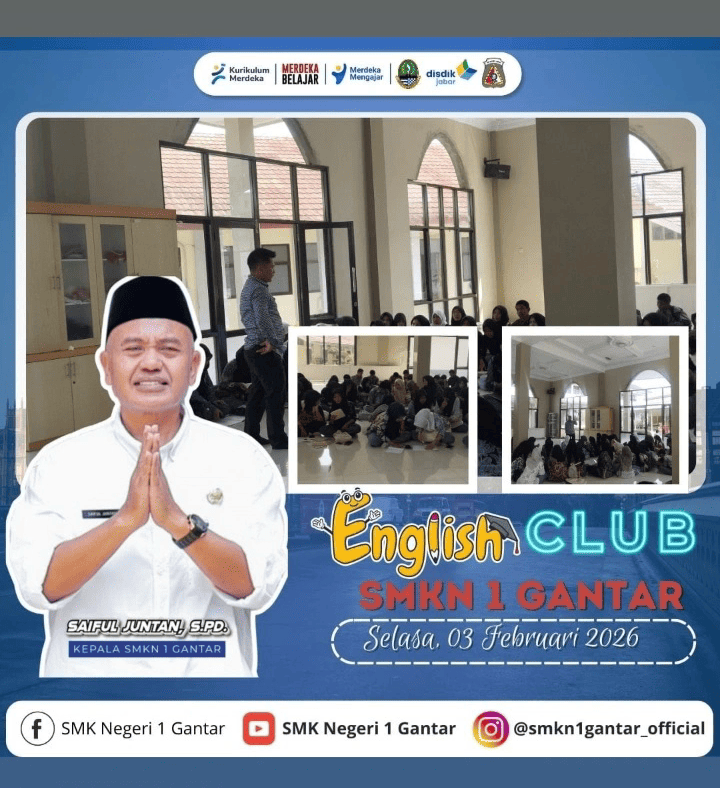 Kurikulum
Merdeka
MERDEKA
BELAJAR
Merdeka
Mengajar
disdik
jabar
English CLUB
SMKN 1 GANTAR
Selasa, 03 Februari 2026
SAIFUL JUNTAN, S.PD.
KEPALA SMKN 1 GANTAR
SMK Negeri 1 Gantar
SMK Negeri 1 Gantar
@smkn1gantar_official